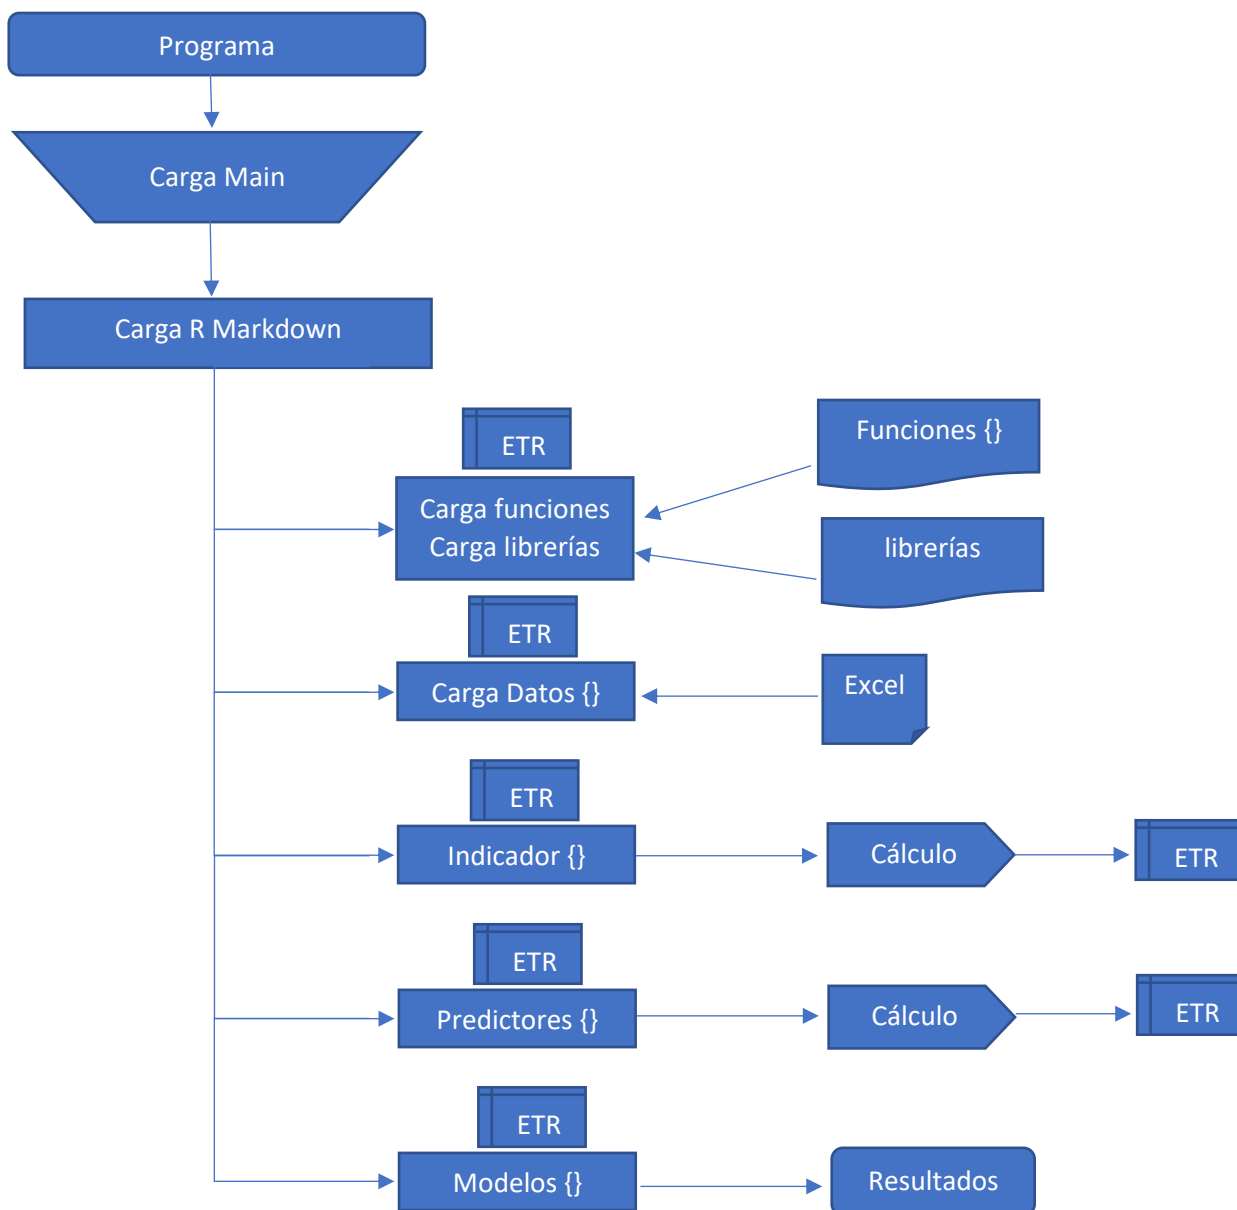 Programa
Carga Main
Carga R Markdown
ETR
Funciones {}
Carga funciones
Carga librerías
librerías
ETR
Carga Datos {}
Excel
ETR
Indicador {}
Cálculo
ETR
ETR
Predictores {}
Cálculo
ETR
ETR
Modelos {}
Resultados